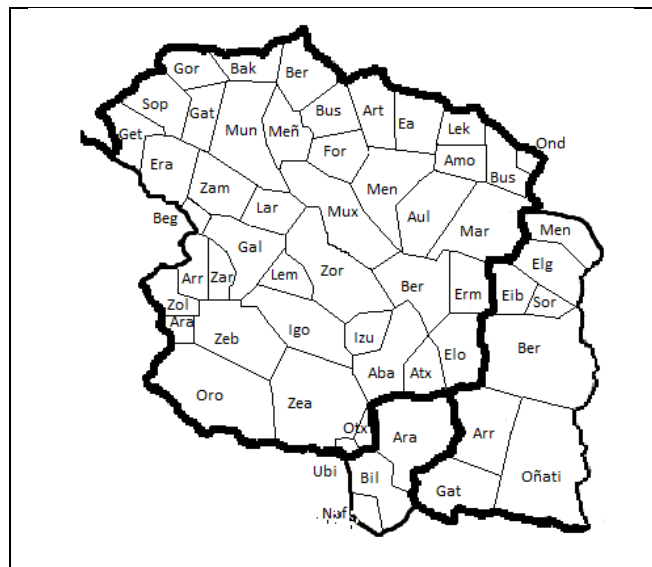 Gor
Bak
Ber
Sop
Gat
Bus
Art
Ea
Lek
Get
Mun
Meñ
Ond
Era
For
Amo
Bus
Zam
Men
Lar
Mux
Aul
Beg
Mar
Men
Gal
Elg
Arr
Zar
Lem
Zor
Ber
Erm
Eib
Sor
Zol
Ara
Zeb
Igo
Izu
Ber
Elo
Aba
Atx
Oro
Zea
Otx
Ara
Arr
Ubi
Bil
Oñati
Gat